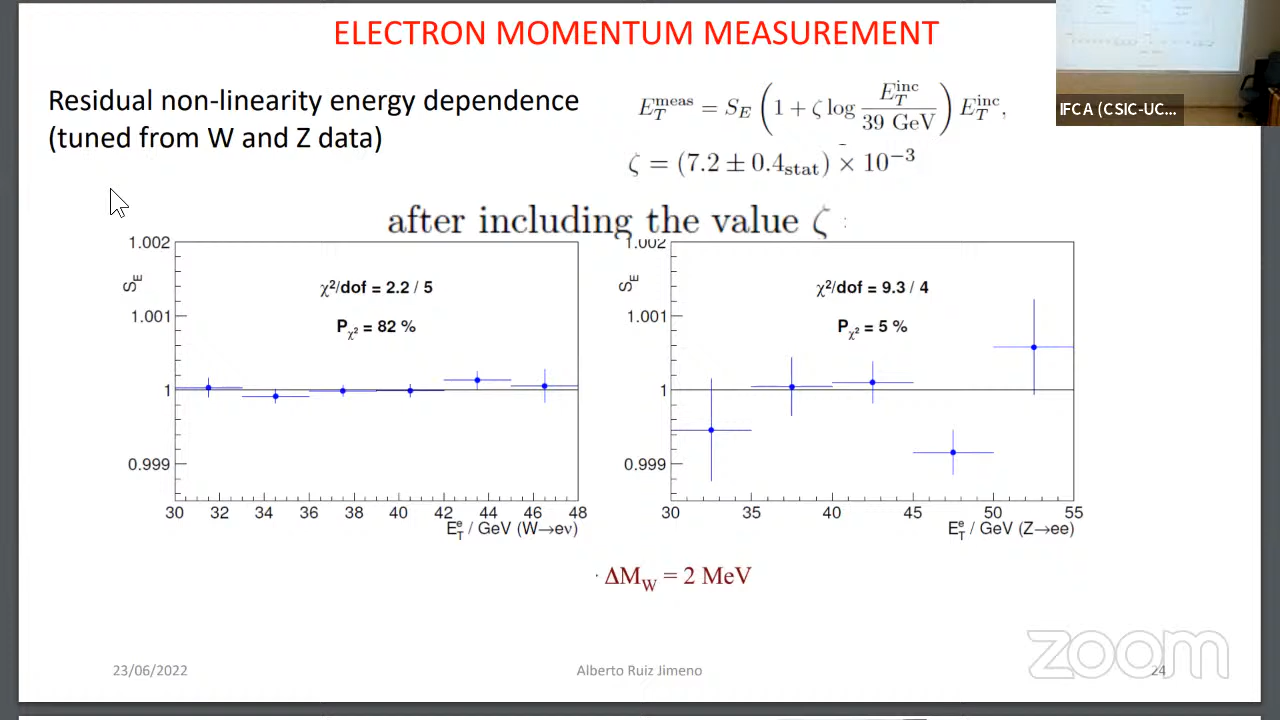 ELECTRON MOMENTUM MEASUREMENT
Residual non-linearity energy dependence
(tuned from W and Z data)
E_T^meas = S_E (1 + ζ log E_T^inc / 39 GeV) E_T^inc,
ζ = (7.2 ± 0.4stat) × 10⁻³
IFCA (CSIC-UC...
after including the value ζ
1.002
S_E
χ²/dof = 2.2 / 5
P_χ² = 82 %
1.001
1
0.999
30 32 34 36 38 40 42 44 46 48
E_T^e / GeV (W→eν)
1.002
S_E
χ²/dof = 9.3 / 4
P_χ² = 5 %
1.001
1
0.999
30 35 40 45 50 55
E_T^e / GeV (Z→ee)
· ΔM_W = 2 MeV
23/06/2022
Alberto Ruiz Jimeno
24
zoom